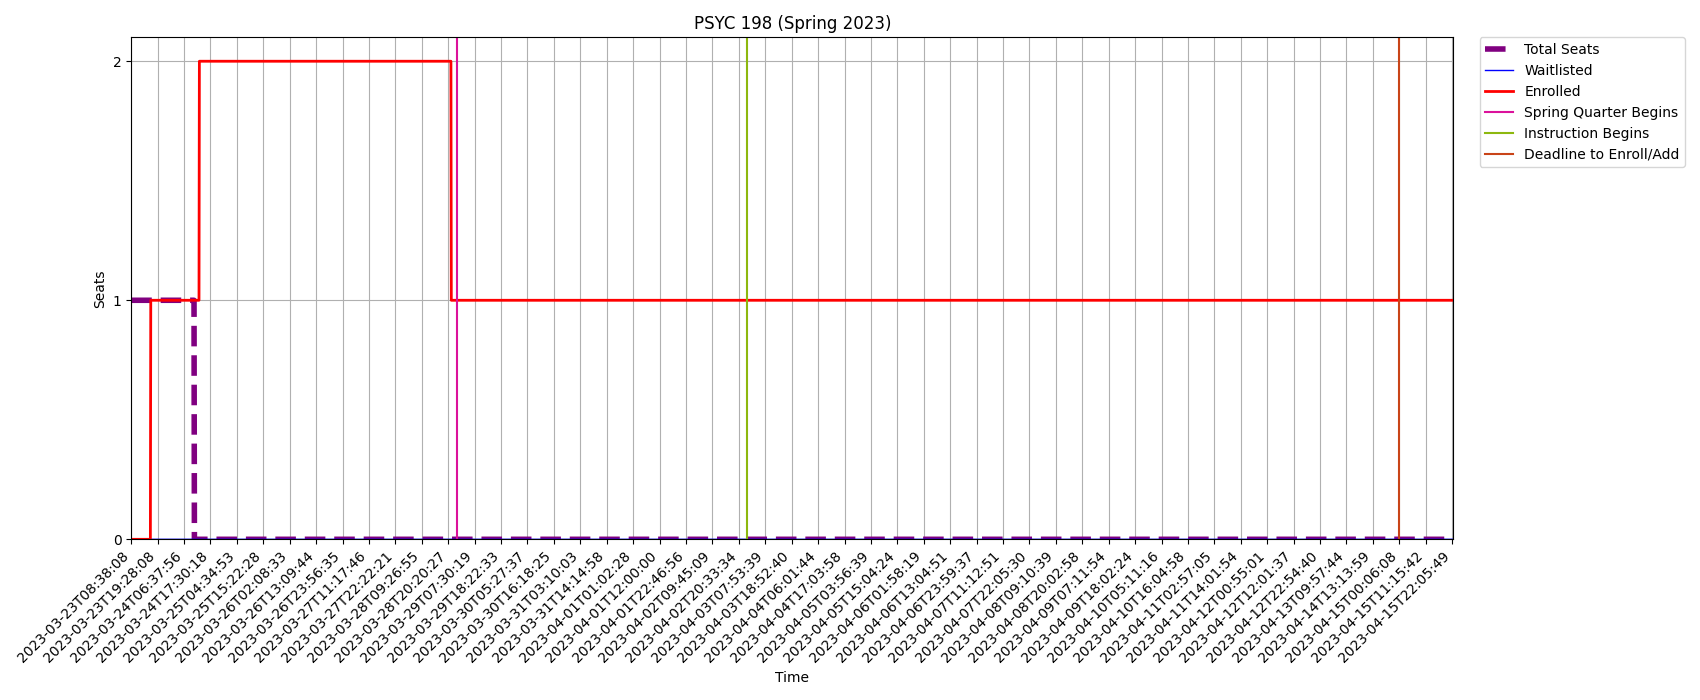 PSYC 198 (Spring 2023)
Total Seats
Waitlisted
Enrolled
Spring Quarter Begins
Instruction Begins
Deadline to Enroll/Add
Seats
2
1
0
2023-03-23T08:38:08
2023-03-23T19:28:08
2023-03-24T06:37:56
2023-03-24T17:30:18
2023-03-25T04:34:53
2023-03-25T15:22:28
2023-03-26T02:08:33
2023-03-26T13:09:44
2023-03-26T23:56:35
2023-03-27T11:17:46
2023-03-27T22:22:21
2023-03-28T09:26:55
2023-03-28T20:20:27
2023-03-29T07:30:19
2023-03-29T18:22:33
2023-03-30T05:27:37
2023-03-30T16:18:25
2023-03-31T03:10:03
2023-03-31T14:14:58
2023-04-01T01:02:28
2023-04-01T12:00:00
2023-04-01T22:46:56
2023-04-02T09:45:09
2023-04-02T20:33:34
2023-04-03T07:53:39
2023-04-03T18:52:40
2023-04-04T06:01:44
2023-04-04T17:03:58
2023-04-05T03:56:39
2023-04-05T15:04:24
2023-04-06T01:58:19
2023-04-06T13:04:51
2023-04-06T23:59:37
2023-04-07T11:12:51
2023-04-07T22:05:30
2023-04-08T09:10:39
2023-04-08T20:02:58
2023-04-09T07:11:54
2023-04-09T18:02:24
2023-04-10T05:11:16
2023-04-10T16:04:58
2023-04-11T02:57:05
2023-04-11T14:01:54
2023-04-12T00:55:01
2023-04-12T12:01:37
2023-04-12T22:54:40
2023-04-13T09:57:44
2023-04-14T13:13:59
2023-04-15T00:06:08
2023-04-15T11:15:42
2023-04-15T22:05:49
Time